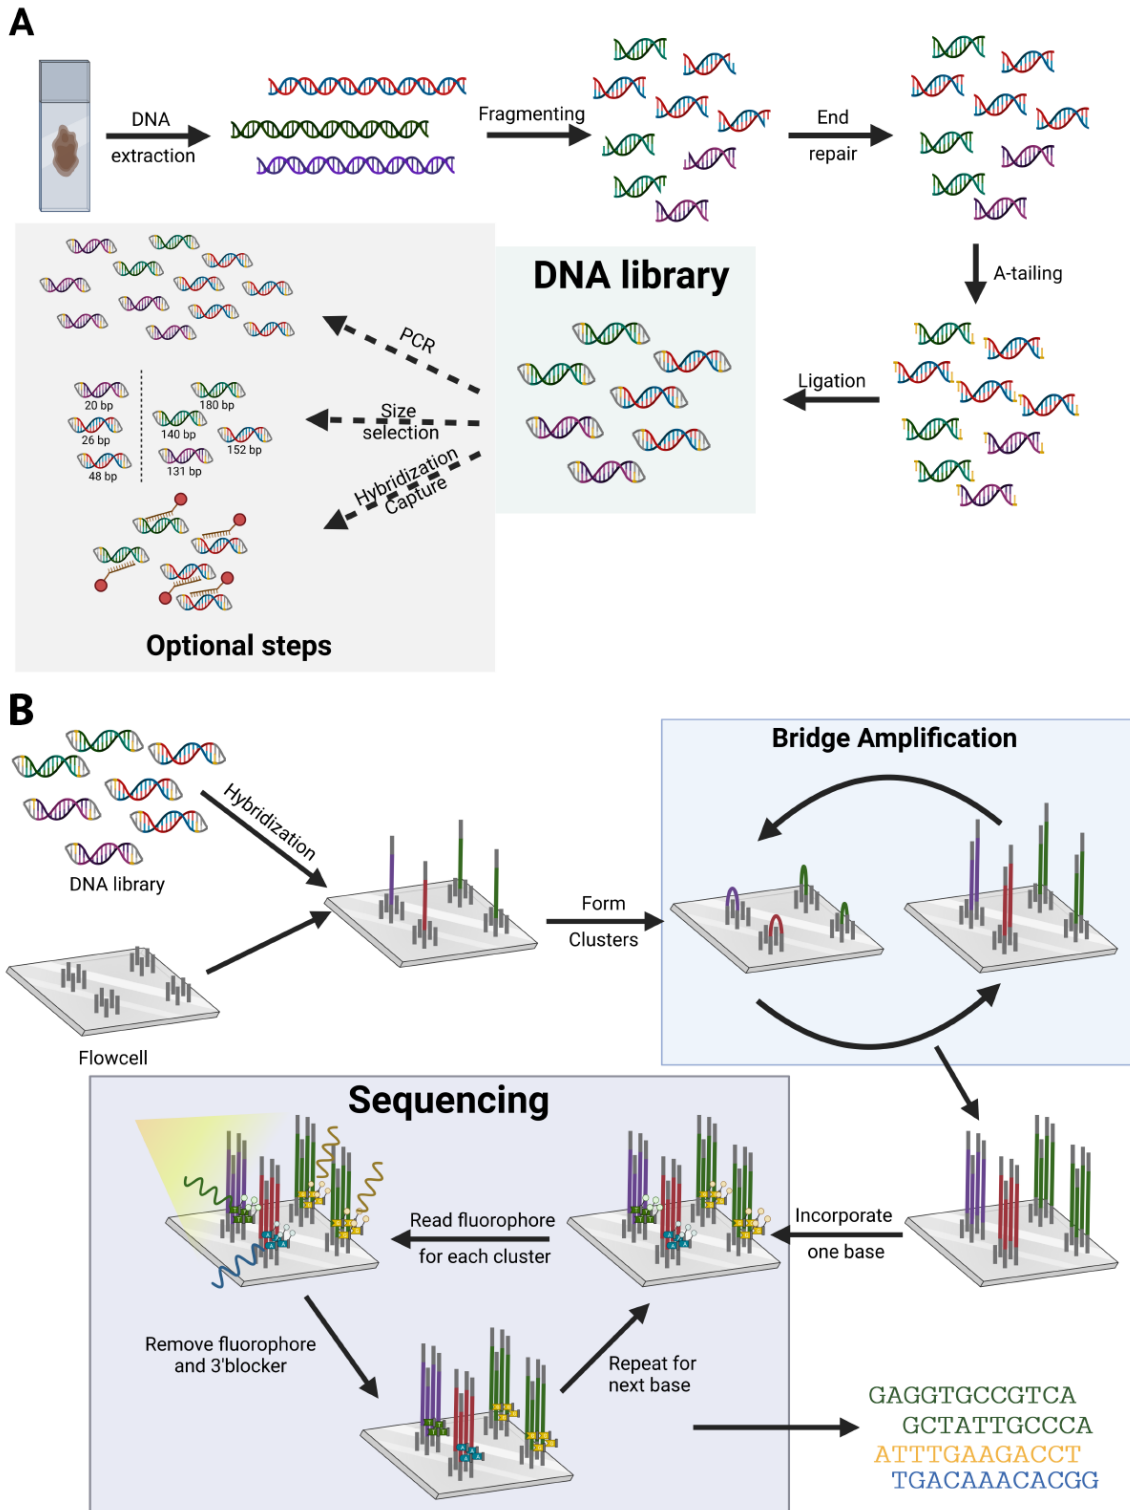 A
DNA
extraction
Fragmenting
End
repair
A-tailing
Ligation
DNA library
PCR
Size
selection
Hybridization
Capture
20 bp
26 bp
48 bp
180 bp
140 bp
152 bp
131 bp
Optional steps
B
DNA library
Hybridization
Flowcell
Form
Clusters
Bridge Amplification
Incorporate
one base
Sequencing
Read fluorophore
for each cluster
Remove fluorophore
and 3'blocker
Repeat for
next base
GAGGTGCCGTCA
GCTATTGCCCA
ATTTGAAGACCT
TGACAAACACGG